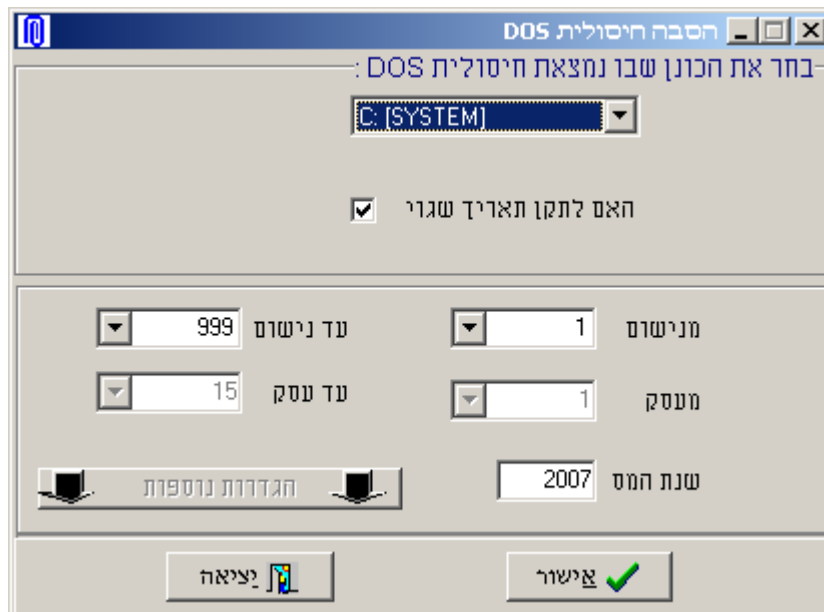 הסבה חיסולית DOS
בחר את הכונן שבו נמצאת חיסולית DOS :
C: [SYSTEM]
האם לתקן תאריך שגוי
מנישום 1 עד נישום 999
מעסק 1 עד עסק 15
שנת המס 2007 הגדרות נוספות
אישור יציאה